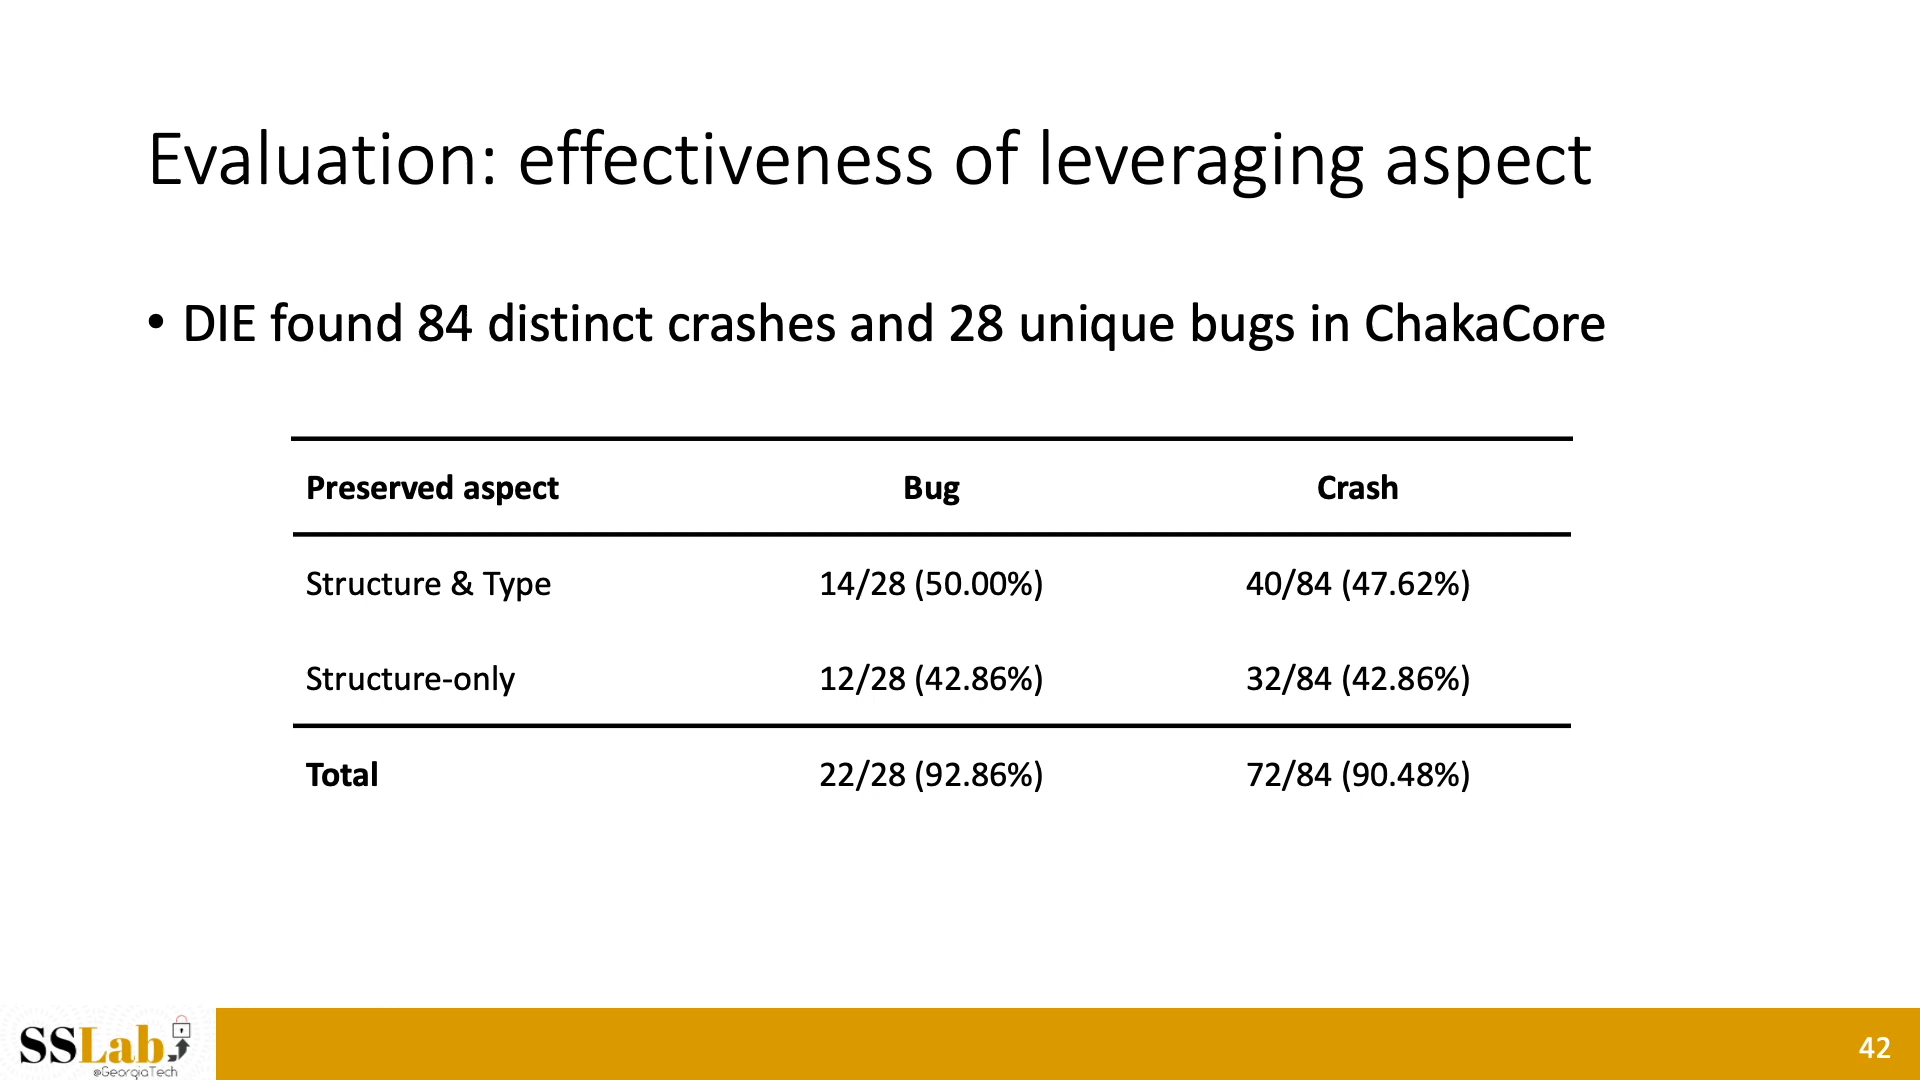 Evaluation: effectiveness of leveraging aspect
• DIE found 84 distinct crashes and 28 unique bugs in ChakaCore
Preserved aspect Bug Crash
Structure & Type 14/28 (50.00%) 40/84 (47.62%)
Structure-only 12/28 (42.86%) 32/84 (42.86%)
Total 22/28 (92.86%) 72/84 (90.48%)
SSLab
@GeorgiaTech
42